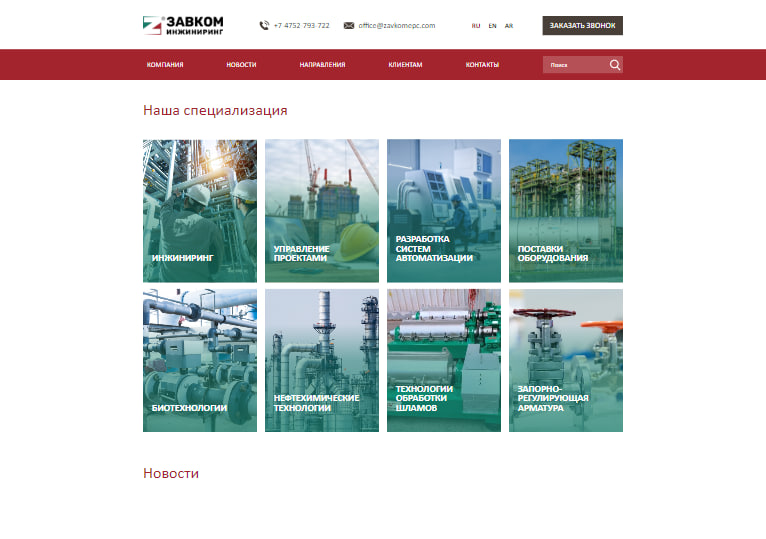 ЗАВКОМ
ИНЖИНИРИНГ
+7 4752 793 722
office@zavkomepc.com
RU EN AR
ЗАКАЗАТЬ ЗВОНОК
КОМПАНИЯ НОВОСТИ НАПРАВЛЕНИЯ КЛИЕНТАМ КОНТАКТЫ Поиск
Наша специализация
ИНЖИНИРИНГ
УПРАВЛЕНИЕ
ПРОЕКТАМИ
РАЗРАБОТКА
СИСТЕМ
АВТОМАТИЗАЦИИ
ПОСТАВКИ
ОБОРУДОВАНИЯ
БИОТЕХНОЛОГИИ
НЕФТЕХИМИЧЕСКИЕ
ТЕХНОЛОГИИ
ТЕХНОЛОГИИ
ОБРАБОТКИ
ШЛАМОВ
ЗАПОРНО-
РЕГУЛИРУЮЩАЯ
АРМАТУРА
Новости